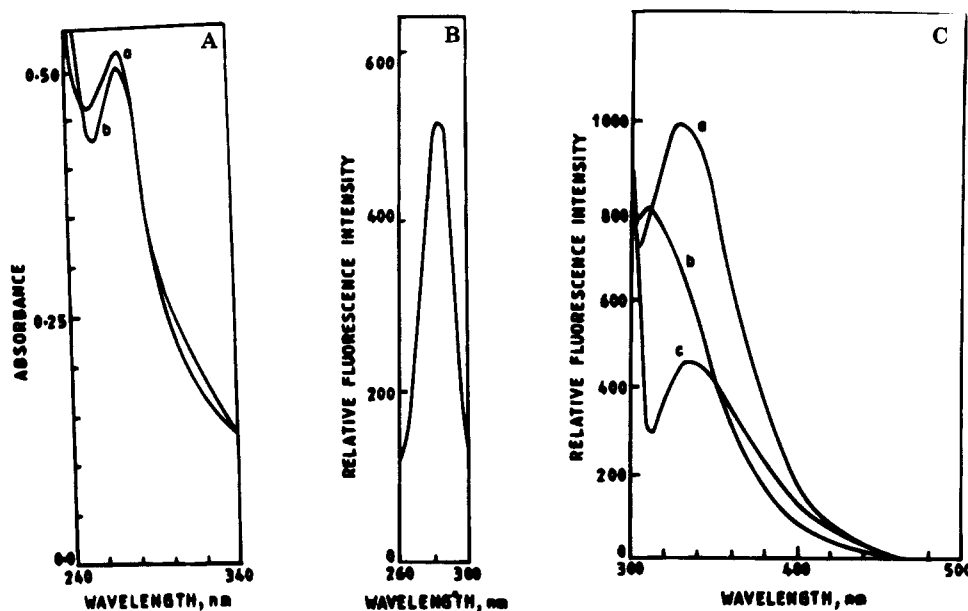 A
a
0.50
b
0.25
0.0
240
340
ABSORBANCE
WAVELENGTH, nm
B
600
400
200
0
260
300
RELATIVE FLUORESCENCE INTENSITY
WAVELENGTH, nm
C
1000
800
600
400
200
0
300
400
500
a
b
c
RELATIVE FLUORESCENCE INTENSITY
WAVELENGTH, nm